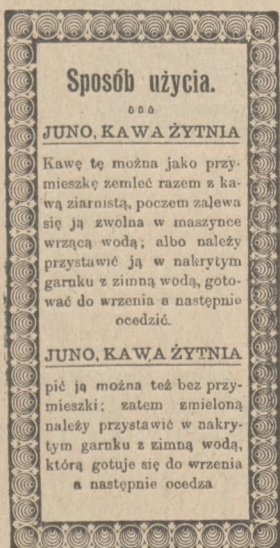 Sposób użycia.
JUNO, KAWA ŻYTNIA
Kawę tę można jako przy-
mieszkę zemleć razem z ka-
wą ziarnistą, poczem zalewa
się ją zwolna w maszynce
wrzącą wodą; albo należy
przystawić ją w nakrytym
garnku z zimną wodą, goto-
wać do wrzenia a następnie
ocedzić.
JUNO, KAWA ŻYTNIA
pić ją można też bez przy-
mieszki; zatem zmieloną
należy przystawić w nakry-
tym garnku z zimną wodą,
którą gotuje się do wrzenia
a następnie ocedza